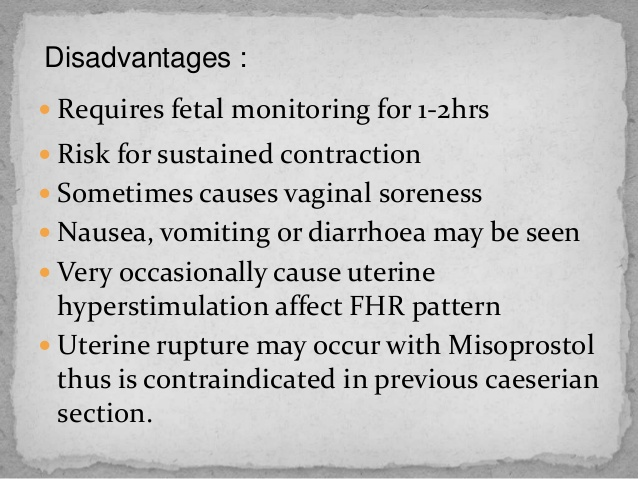 Disadvantages :
• Requires fetal monitoring for 1-2hrs
• Risk for sustained contraction
• Sometimes causes vaginal soreness
• Nausea, vomiting or diarrhoea may be seen
• Very occasionally cause uterine
hyperstimulation affect FHR pattern
• Uterine rupture may occur with Misoprostol
thus is contraindicated in previous caeserian
section.